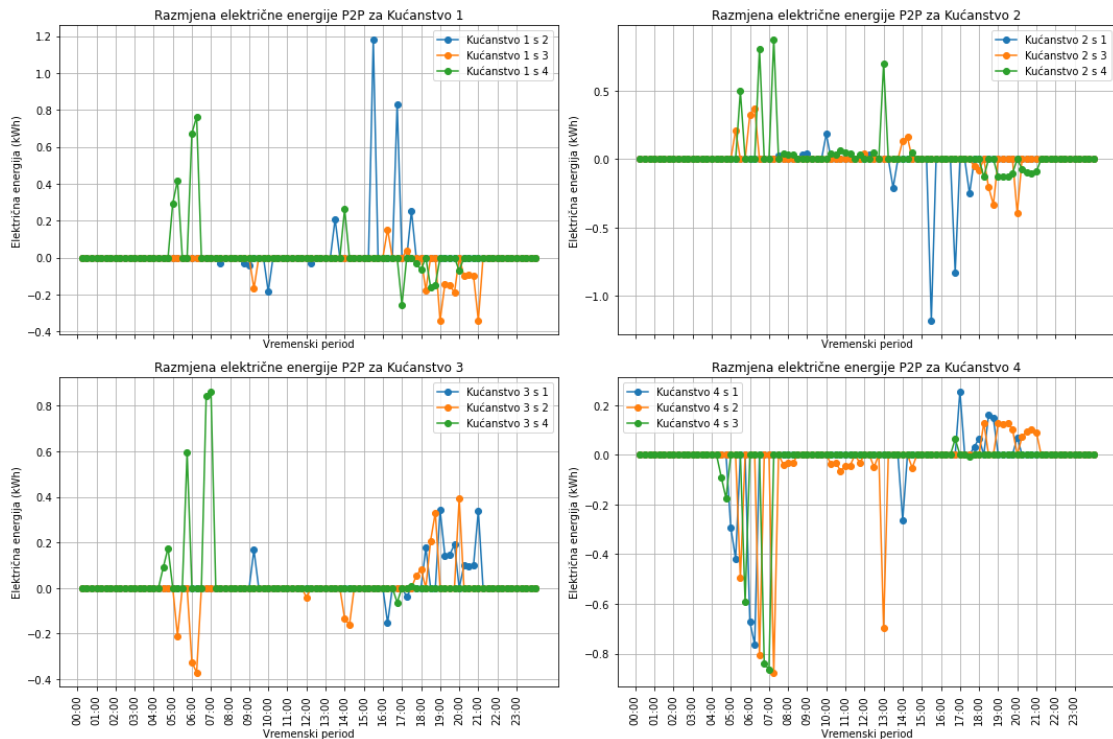 Razmjena električne energije P2P za Kućanstvo 1
Električna energija (kWh)
1.2
1.0
0.8
0.6
0.4
0.2
0.0
−0.2
−0.4
Kućanstvo 1 s 2
Kućanstvo 1 s 3
Kućanstvo 1 s 4
Vremenski period
Razmjena električne energije P2P za Kućanstvo 2
Električna energija (kWh)
0.5
0.0
−0.5
−1.0
Kućanstvo 2 s 1
Kućanstvo 2 s 3
Kućanstvo 2 s 4
Vremenski period
Razmjena električne energije P2P za Kućanstvo 3
Električna energija (kWh)
0.8
0.6
0.4
0.2
0.0
−0.2
−0.4
Kućanstvo 3 s 1
Kućanstvo 3 s 2
Kućanstvo 3 s 4
00:00 01:00 02:00 03:00 04:00 05:00 06:00 07:00 08:00 09:00 10:00 11:00 12:00 13:00 14:00 15:00 16:00 17:00 18:00 19:00 20:00 21:00 22:00 23:00
Vremenski period
Razmjena električne energije P2P za Kućanstvo 4
Električna energija (kWh)
0.2
0.0
−0.2
−0.4
−0.6
−0.8
Kućanstvo 4 s 1
Kućanstvo 4 s 2
Kućanstvo 4 s 3
00:00 01:00 02:00 03:00 04:00 05:00 06:00 07:00 08:00 09:00 10:00 11:00 12:00 13:00 14:00 15:00 16:00 17:00 18:00 19:00 20:00 21:00 22:00 23:00
Vremenski period